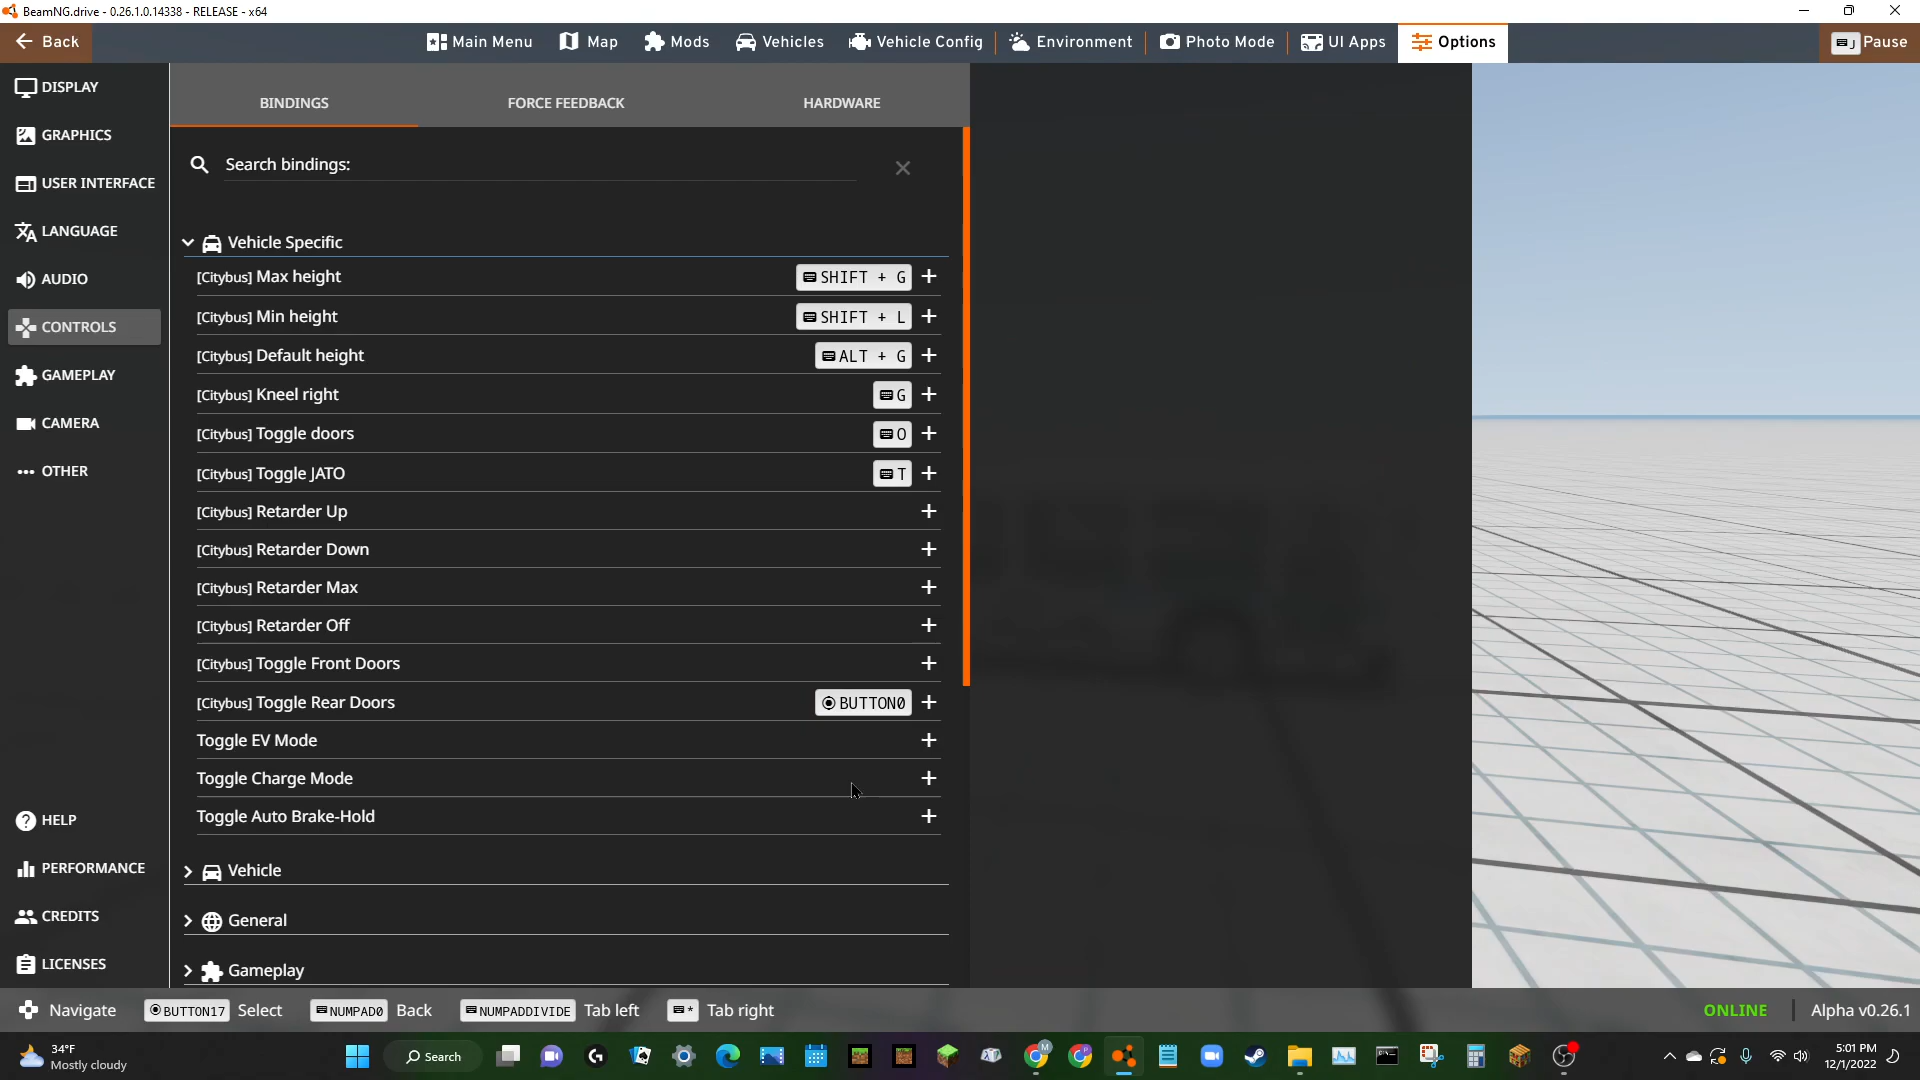 BeamNG.drive - 0.26.1.0.14338 - RELEASE - x64
Back
Main Menu
Map
Mods
Vehicles
Vehicle Config
Environment
Photo Mode
UI Apps
Options
J Pause
DISPLAY
GRAPHICS
USER INTERFACE
LANGUAGE
AUDIO
CONTROLS
GAMEPLAY
CAMERA
OTHER
HELP
PERFORMANCE
CREDITS
LICENSES
BINDINGS
FORCE FEEDBACK
HARDWARE
Search bindings:
Vehicle Specific
[Citybus] Max height SHIFT + G +
[Citybus] Min height SHIFT + L +
[Citybus] Default height ALT + G +
[Citybus] Kneel right G +
[Citybus] Toggle doors O +
[Citybus] Toggle JATO T +
[Citybus] Retarder Up +
[Citybus] Retarder Down +
[Citybus] Retarder Max +
[Citybus] Retarder Off +
[Citybus] Toggle Front Doors +
[Citybus] Toggle Rear Doors BUTTON0 +
Toggle EV Mode +
Toggle Charge Mode +
Toggle Auto Brake-Hold +
Vehicle
General
Gameplay
Navigate BUTTON17 Select NUMPAD0 Back NUMPADDIVIDE Tab left * Tab right
ONLINE
Alpha v0.26.1
34°F
Mostly cloudy
Search
5:01 PM
12/1/2022